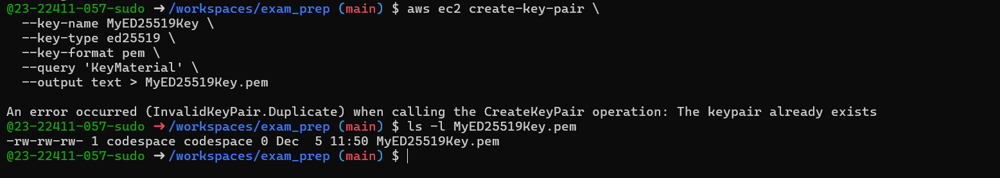 @23-22411-057-sudo ➜ /workspaces/exam_prep (main) $ aws ec2 create-key-pair \
  --key-name MyED25519Key \
  --key-type ed25519 \
  --key-format pem \
  --query 'KeyMaterial' \
  --output text > MyED25519Key.pem

An error occurred (InvalidKeyPair.Duplicate) when calling the CreateKeyPair operation: The keypair already exists
@23-22411-057-sudo ➜ /workspaces/exam_prep (main) $ ls -l MyED25519Key.pem
-rw-rw-rw- 1 codespace codespace 0 Dec  5 11:50 MyED25519Key.pem
@23-22411-057-sudo ➜ /workspaces/exam_prep (main) $